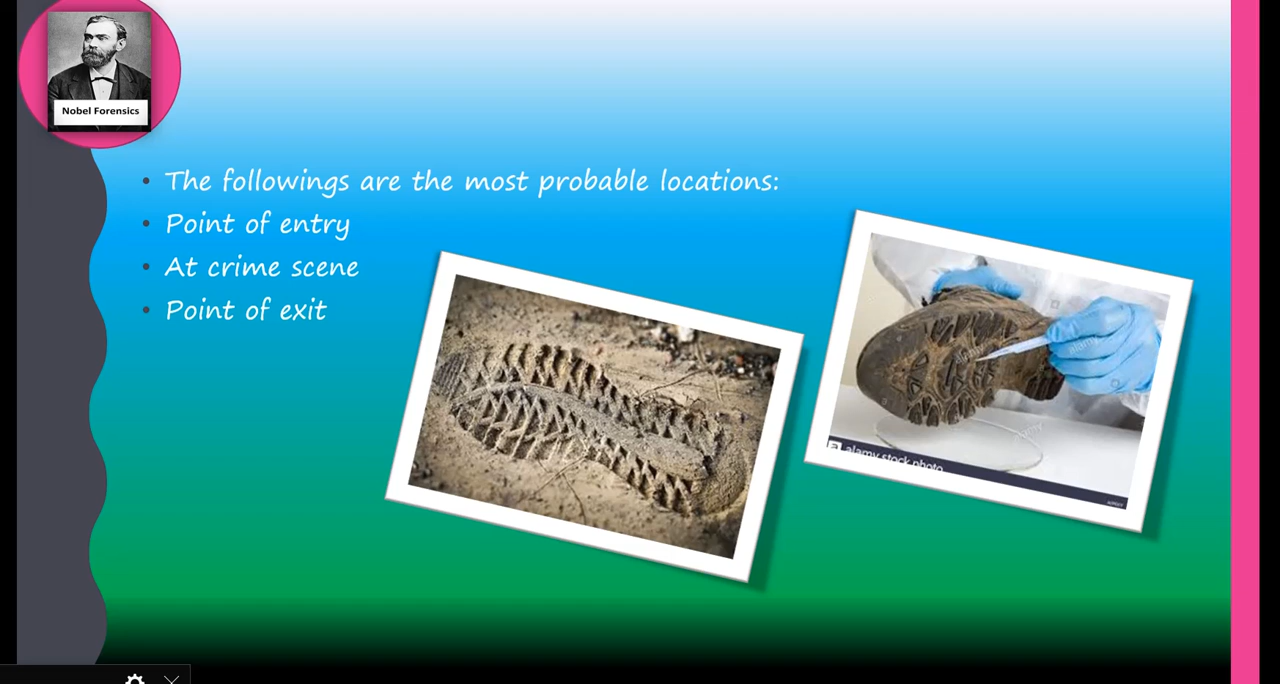 Nobel Forensics
The followings are the most probable locations:
Point of entry
At crime scene
Point of exit
alamy
alamy stock photo